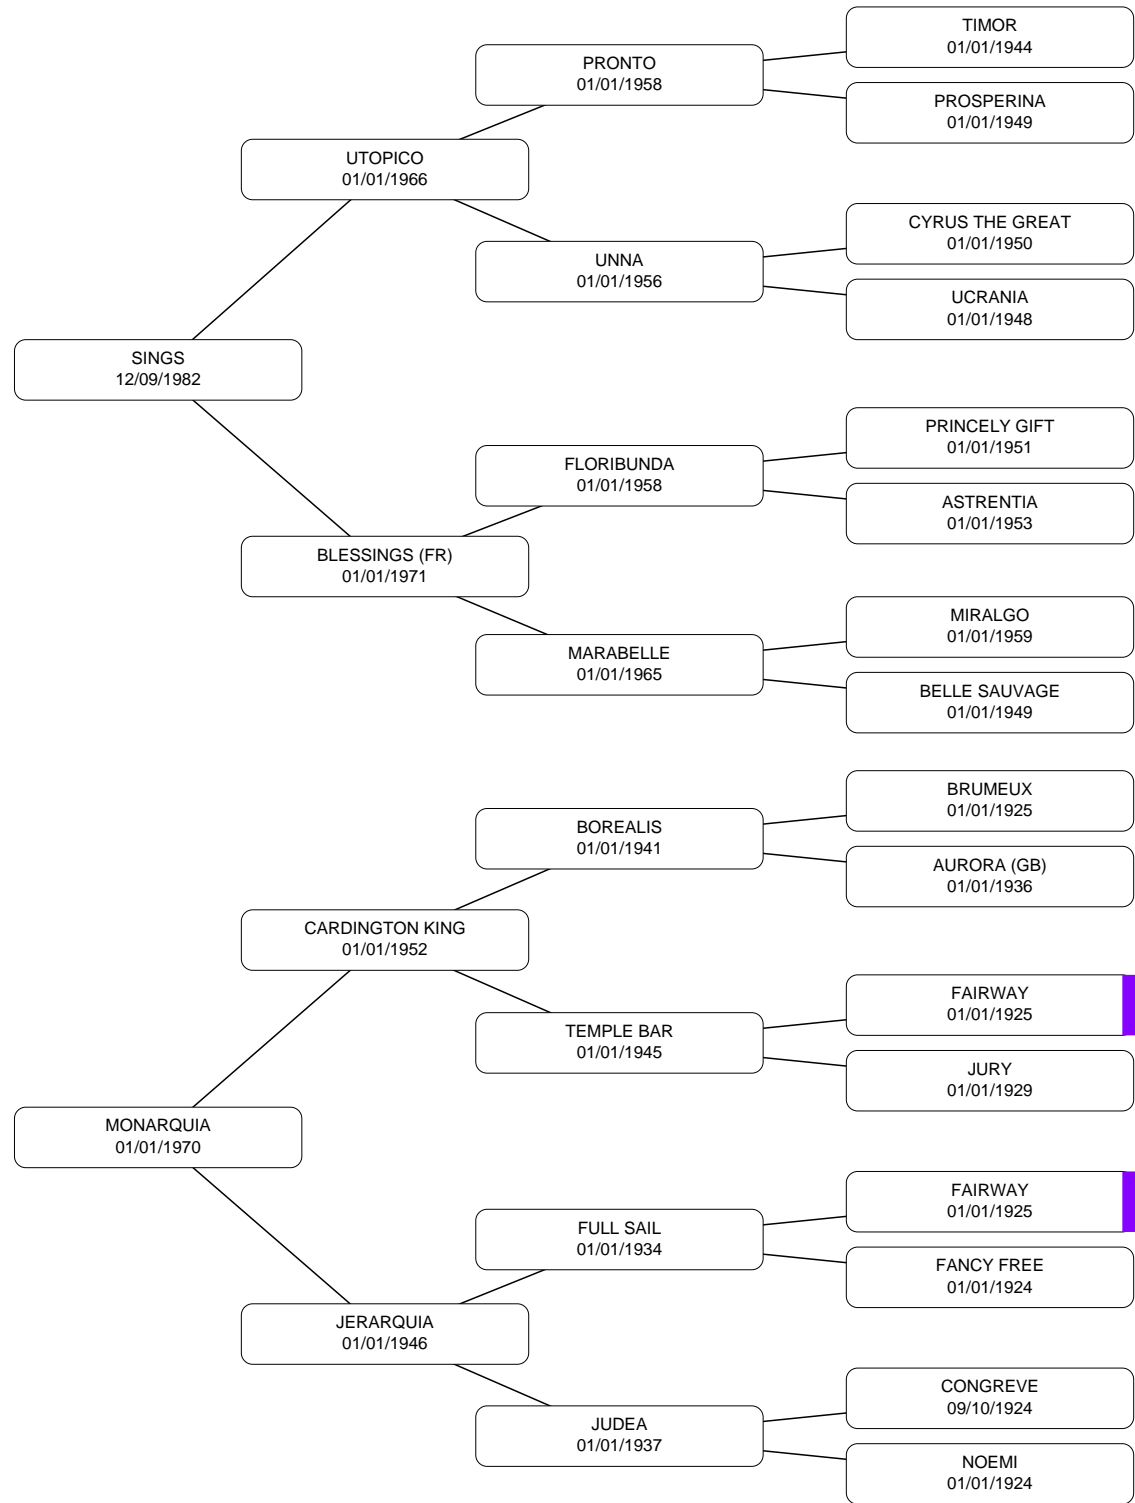 TIMOR
01/01/1944
PRONTO
01/01/1958
PROSPERINA
01/01/1949
UTOPICO
01/01/1966
CYRUS THE GREAT
01/01/1950
UNNA
01/01/1956
UCRANIA
01/01/1948
SINGS
12/09/1982
PRINCELY GIFT
01/01/1951
FLORIBUNDA
01/01/1958
ASTRENTIA
01/01/1953
BLESSINGS (FR)
01/01/1971
MIRALGO
01/01/1959
MARABELLE
01/01/1965
BELLE SAUVAGE
01/01/1949
BRUMEUX
01/01/1925
BOREALIS
01/01/1941
AURORA (GB)
01/01/1936
CARDINGTON KING
01/01/1952
FAIRWAY
01/01/1925
TEMPLE BAR
01/01/1945
JURY
01/01/1929
MONARQUIA
01/01/1970
FAIRWAY
01/01/1925
FULL SAIL
01/01/1934
FANCY FREE
01/01/1924
JERARQUIA
01/01/1946
CONGREVE
09/10/1924
JUDEA
01/01/1937
NOEMI
01/01/1924